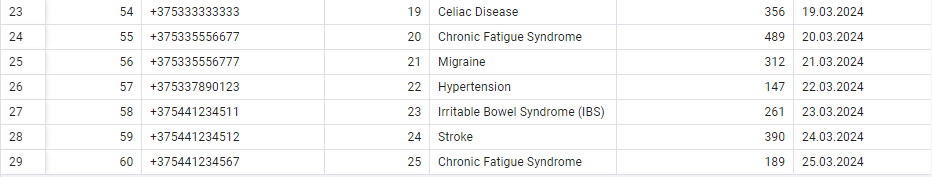 23 54 +375333333333 19 Celiac Disease 356 19.03.2024
24 55 +375335556677 20 Chronic Fatigue Syndrome 489 20.03.2024
25 56 +375335556777 21 Migraine 312 21.03.2024
26 57 +375337890123 22 Hypertension 147 22.03.2024
27 58 +375441234511 23 Irritable Bowel Syndrome (IBS) 261 23.03.2024
28 59 +375441234512 24 Stroke 390 24.03.2024
29 60 +375441234567 25 Chronic Fatigue Syndrome 189 25.03.2024